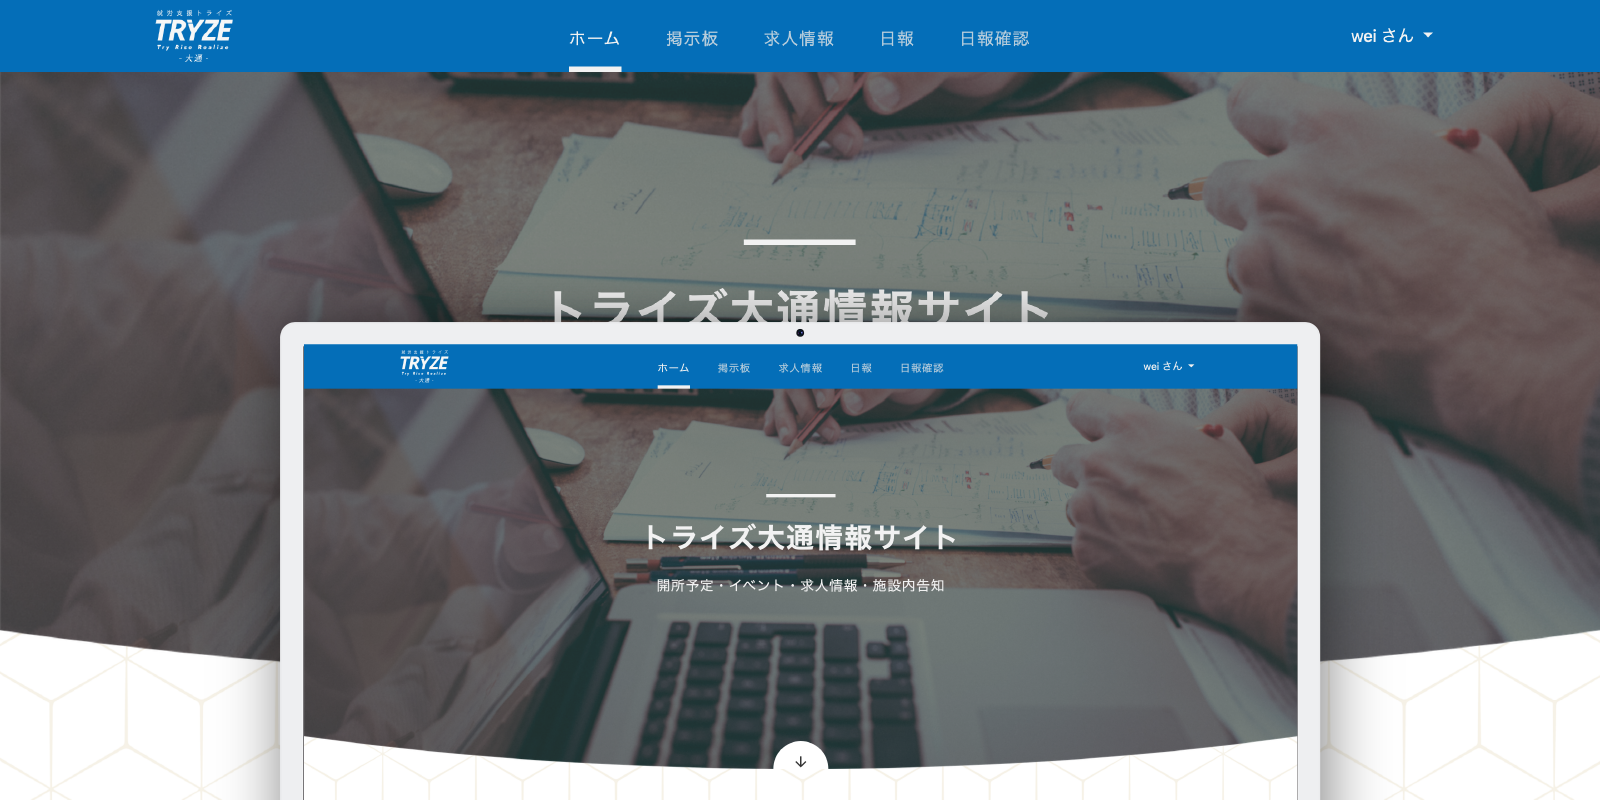 就労支援トライズ
TRYZE
Try Rise Realize
- 大通 -
ホーム 掲示板 求人情報 日報 日報確認
wei さん
トライズ大通情報サイト
就労支援トライズ
TRYZE
Try Rise Realize
- 大通 -
ホーム 掲示板 求人情報 日報 日報確認
wei さん
トライズ大通情報サイト
開所予定・イベント・求人情報・施設内告知